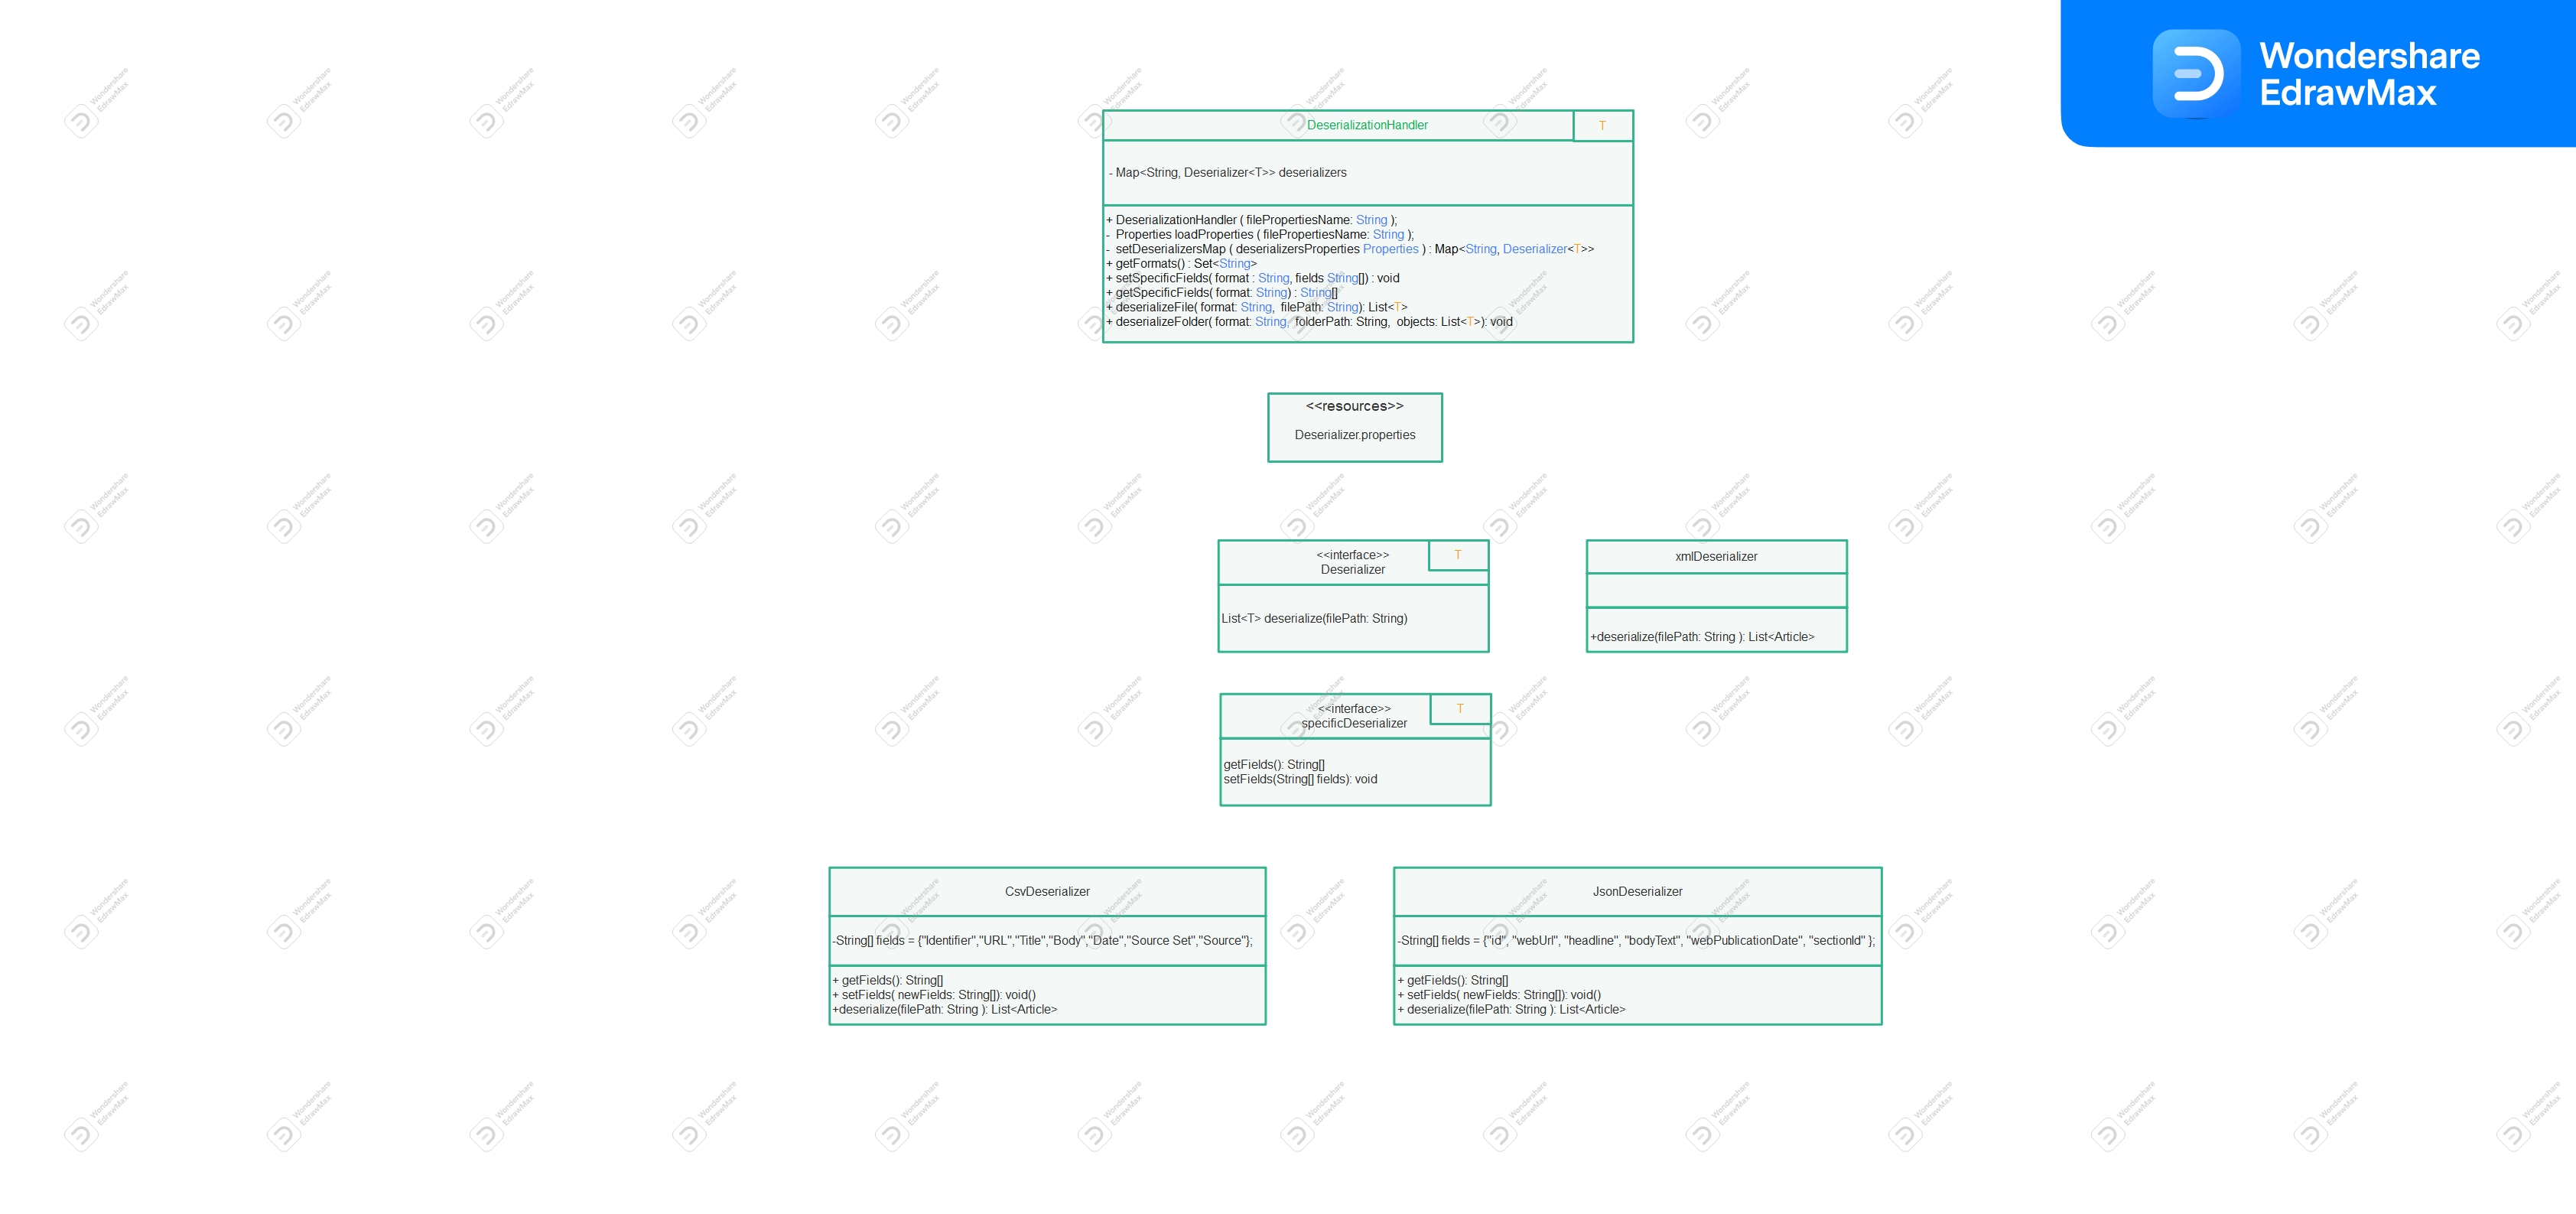 Wondershare
EdrawMax
DeserializationHandler
T
- Map<String, Deserializer<T>> deserializers
+ DeserializationHandler ( filePropertiesName: String );
-  Properties loadProperties ( filePropertiesName: String );
-  setDeserializersMap ( deserializersProperties Properties ) : Map<String, Deserializer<T>>
+ getFormats() : Set<String>
+ setSpecificFields( format : String, fields String[]) : void
+ getSpecificFields( format: String) : String[]
+ deserializeFile( format: String,  filePath: String): List<T>
+ deserializeFolder( format: String,  folderPath: String,  objects: List<T>): void
<<resources>>
Deserializer.properties
<<interface>>
Deserializer
T
List<T> deserialize(filePath: String)
xmlDeserializer
+deserialize(filePath: String ): List<Article>
<<interface>>
specificDeserializer
T
getFields(): String[]
setFields(String[] fields): void
CsvDeserializer
-String[] fields = {"Identifier","URL","Title","Body","Date","Source Set","Source"};
+ getFields(): String[]
+ setFields( newFields: String[]): void()
+deserialize(filePath: String ): List<Article>
JsonDeserializer
-String[] fields = {"id", "webUrl", "headline", "bodyText", "webPublicationDate", "sectionId" };
+ getFields(): String[]
+ setFields( newFields: String[]): void()
+ deserialize(filePath: String ): List<Article>